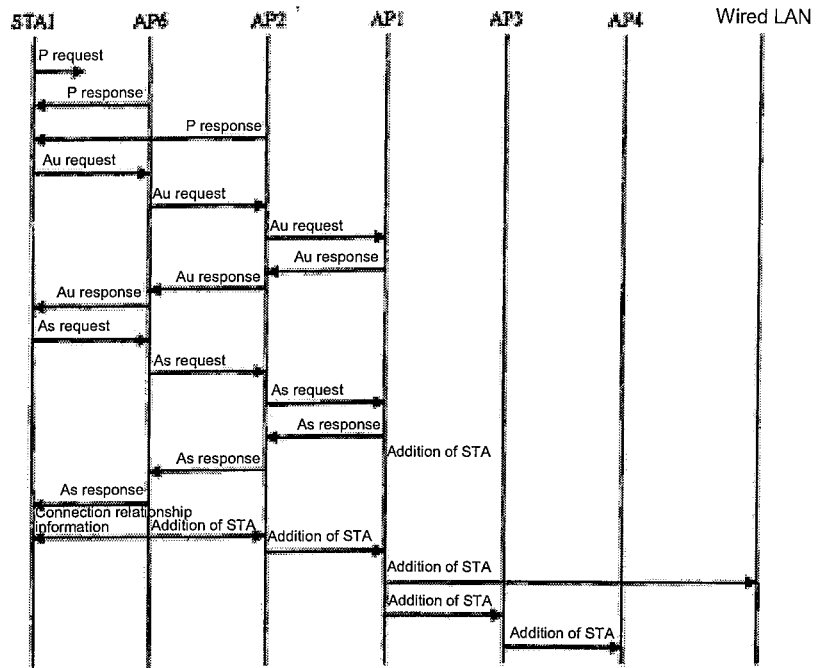 STA1 AP6 AP2 AP1 AP3 AP4 Wired LAN
P request
P response
P response
Au request
Au request
Au request
Au response
Au response
Au response
As request
As request
As request
As response
Addition of STA
As response
As response
Connection relationship
information
Addition of STA
Addition of STA
Addition of STA
Addition of STA
Addition of STA